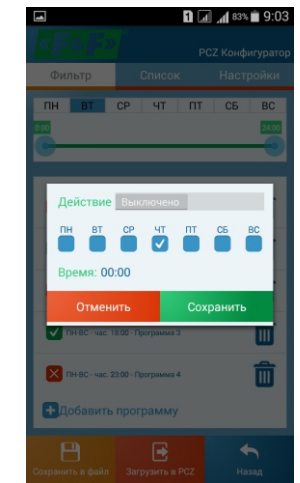 1 83% 9:03
F&F
PCZ Конфигуратор
Фильтр Список Настройки
ПН ВТ СР ЧТ ПТ СБ ВС
24:00
Действие Выключено
ПН ВТ СР ЧТ ПТ СБ ВС
Время: 00:00
Отменить Сохранить
ПН-ВС - час. 18:00 - Программа 3
ПН-ВС - час. 23:00 - Программа 4
Добавить программу
Сохранить в файл Загрузить в PCZ Назад